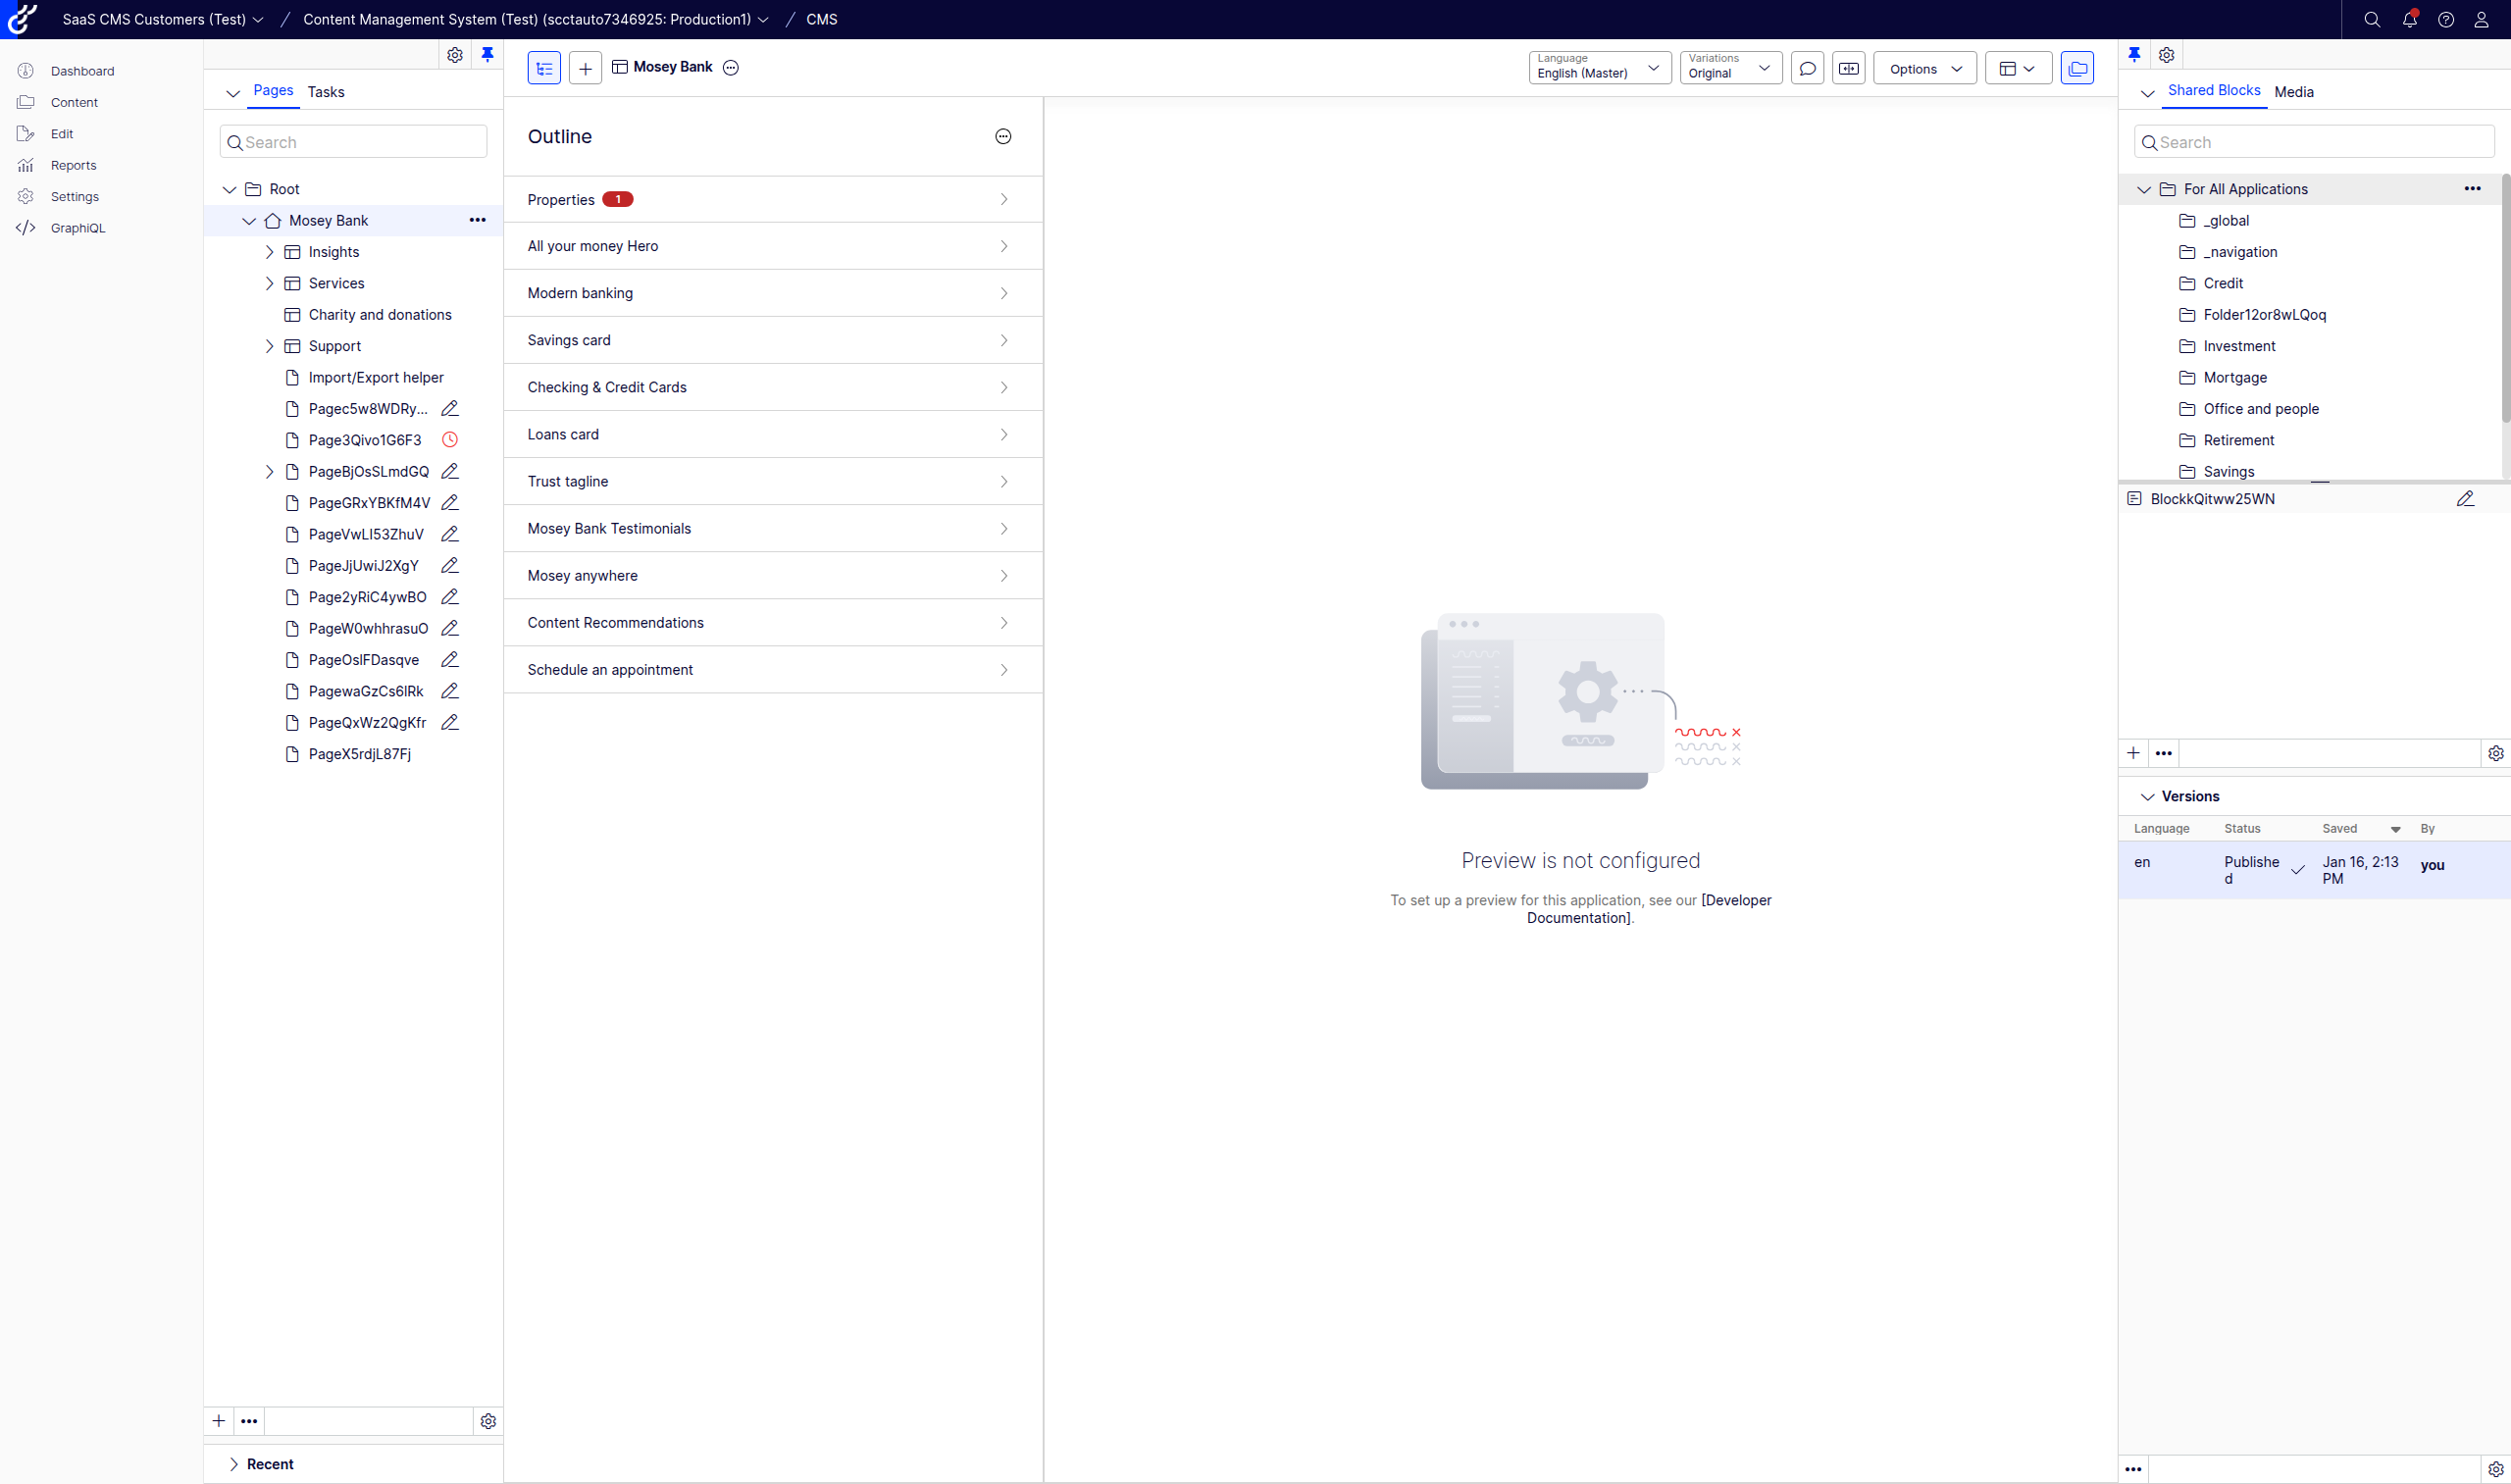 SaaS CMS Customers (Test) / Content Management System (Test) (scctauto7346925: Production1) / CMS
Dashboard
Content
Edit
Reports
Settings
GraphiQL
Pages Tasks
Search
Root
Mosey Bank
Insights
Services
Charity and donations
Support
Import/Export helper
Pagec5w8WDRy...
Page3Qivo1G6F3
PageBjOsSLmdGQ
PageGRxYBKfM4V
PageVwLI53ZhuV
PageJjUwiJ2XgY
Page2yRiC4ywBO
PageW0whhrasuO
PageOsIFDasqve
PagewaGzCs6IRk
PageQxWz2QgKfr
PageX5rdjL87Fj
Recent
Mosey Bank
Language
English (Master)
Variations
Original
Options
Outline
Properties 1
All your money Hero
Modern banking
Savings card
Checking & Credit Cards
Loans card
Trust tagline
Mosey Bank Testimonials
Mosey anywhere
Content Recommendations
Schedule an appointment
Preview is not configured
To set up a preview for this application, see our [Developer
Documentation].
Shared Blocks Media
Search
For All Applications
_global
_navigation
Credit
Folder12or8wLQoq
Investment
Mortgage
Office and people
Retirement
Savings
BlockkQitww25WN
Versions
Language Status Saved By
en Publishe Jan 16, 2:13 you
d PM